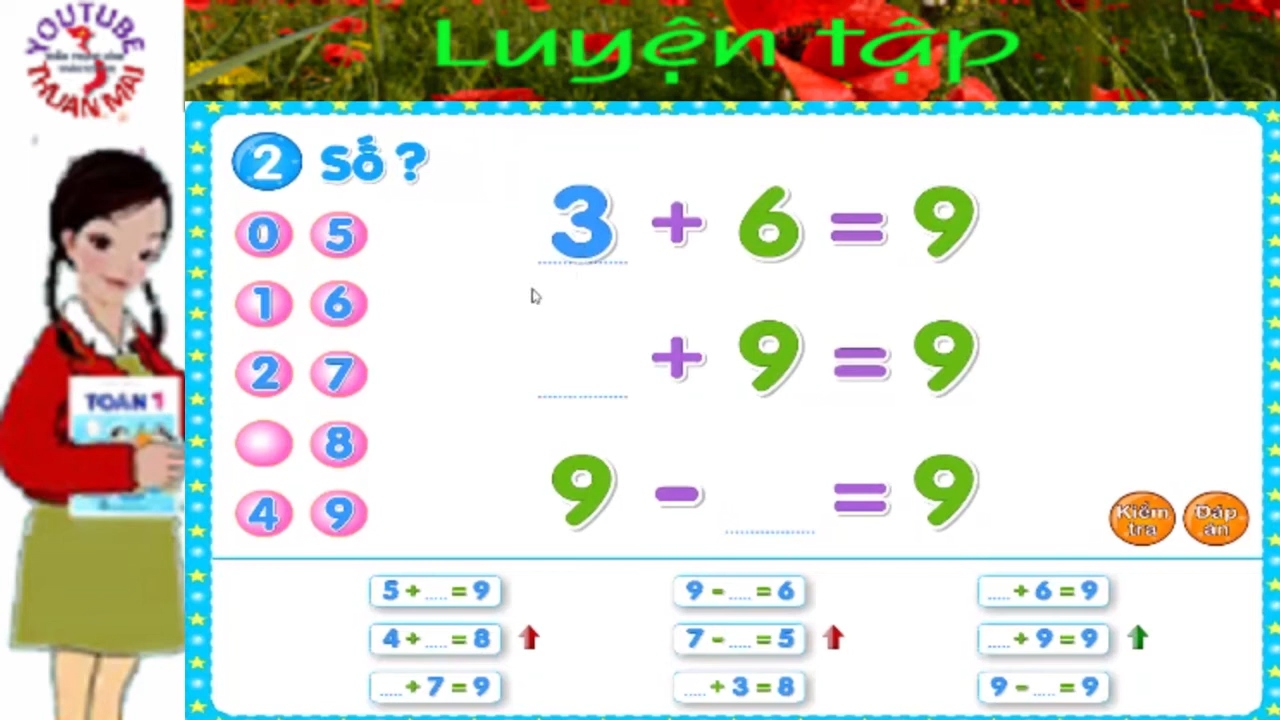 YOUTUBE
THUAN MAI
Luyện tập
2 Số ?
0 5
1 6
2 7
8
4 9
3 + 6 = 9
..... + 9 = 9
9 - ..... = 9
TOÁN 1
Kiểm tra
Đáp án
5 + .... = 9
4 + .... = 8
.... + 7 = 9
9 - .... = 6
7 - .... = 5
.... + 3 = 8
.... + 6 = 9
.... + 9 = 9
9 - .... = 9